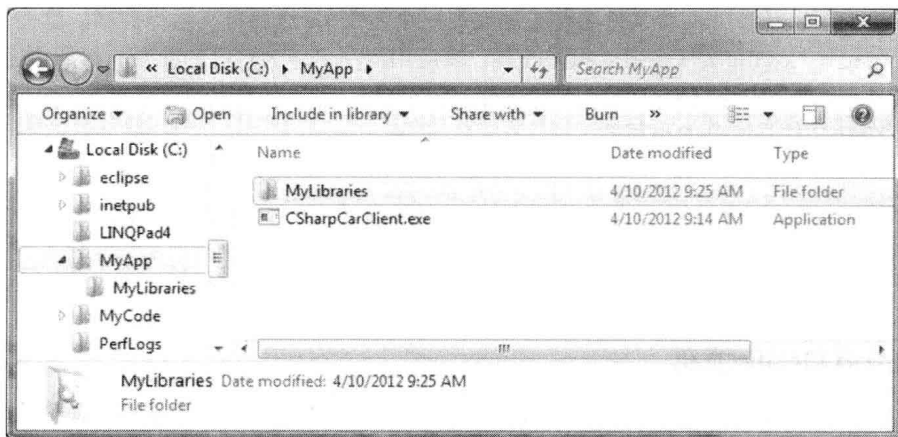 « Local Disk (C:) ▸ MyApp ▸ Search MyApp
Organize ▾ Open Include in library ▾ Share with ▾ Burn »
Local Disk (C:)
eclipse
inetpub
LINQPad4
MyApp
MyLibraries
MyCode
PerfLogs
Name Date modified Type
MyLibraries 4/10/2012 9:25 AM File folder
CSharpCarClient.exe 4/10/2012 9:14 AM Application
MyLibraries Date modified: 4/10/2012 9:25 AM
File folder